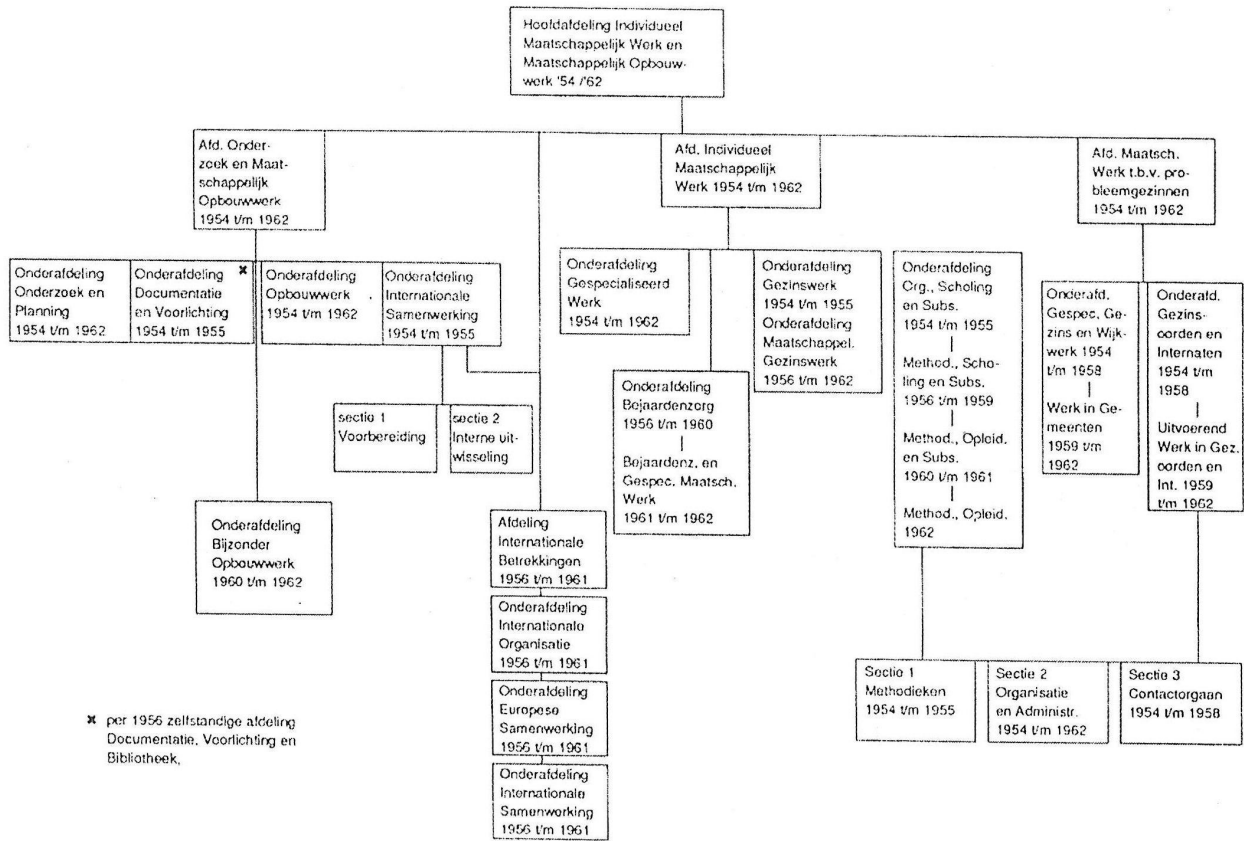 Hoofdafdeling Individueel
Maatschappelijk Werk en
Maatschappelijk Opbouw-
werk '54 /'62
Afd. Onder-
zoek en Maat-
schappelijk
Opbouwwerk
1954 t/m 1962
Afd. Individueel
Maatschappelijk
Werk 1954 t/m 1962
Afd. Maatsch.
Werk t.b.v. pro-
bleemgezinnen
1954 t/m 1962
Onderafdeling
Onderzoek en
Planning
1954 t/m 1962
Onderafdeling ✖
Documentatie
en Voorlichting
1954 t/m 1955
Onderafdeling
Opbouwwerk .
1954 t/m 1962
Onderafdeling
Internationale
Samenwerking
1954 t/m 1955
Onderafdeling
Gespecialiseerd
Werk
1954 t/m 1962
Onderafdeling
Gezinswerk
1954 t/m 1955
Onderafdeling
Maatschappel.
Gezinswerk
1956 t/m 1962
Onderafdeling
Org., Scholing
en Subs.
1954 t/m 1955
Method., Scho-
ling en Subs.
1956 t/m 1959
Method., Opleid.
en Subs.
1960 t/m 1961
Method., Opleid.
1962
Onderafd.
Gespec. Ge-
zins en Wijk-
werk 1954
t/m 1958
Werk in Ge-
meenten
1959 t/m
1962
Onderafd.
Gezins-
oorden en
Internaten
1954 t/m
1958
Uitvoerend
Werk in Gez.
oorden en
Int. 1959
t/m 1962
sectie 1
Voorbereiding
sectie 2
Interne uit-
wisseling
Onderafdeling
Bejaardenzorg
1956 t/m 1960
Bejaardenz. en
Gespec. Maatsch.
Werk
1961 t/m 1962
Onderafdeling
Bijzonder
Opbouwwerk
1960 t/m 1962
Afdeling
Internationale
Betrekkingen
1956 t/m 1961
Onderafdeling
Internationale
Organisatie
1956 t/m 1961
Onderafdeling
Europese
Samenwerking
1956 t/m 1961
Onderafdeling
Internationale
Samenwerking
1956 t/m 1961
Sectie 1
Methodieken
1954 t/m 1955
Sectie 2
Organisatie
en Administr.
1954 t/m 1962
Sectie 3
Contactorgaan
1954 t/m 1958
✖ per 1956 zelfstandige afdeling
Documentatie, Voorlichting en
Bibliotheek,